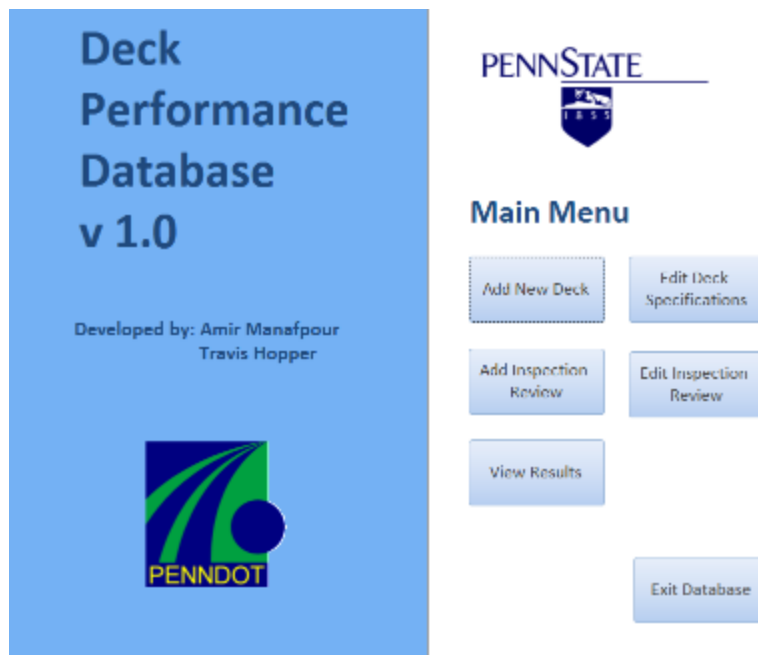 Deck
Performance
Database
v 1.0
Developed by: Amir Manafpour
Travis Hopper
PENNDOT
PENNSTATE
1855
Main Menu
Add New Deck
Edit Deck
Specifications
Add Inspection
Review
Edit Inspection
Review
View Results
Exit Database